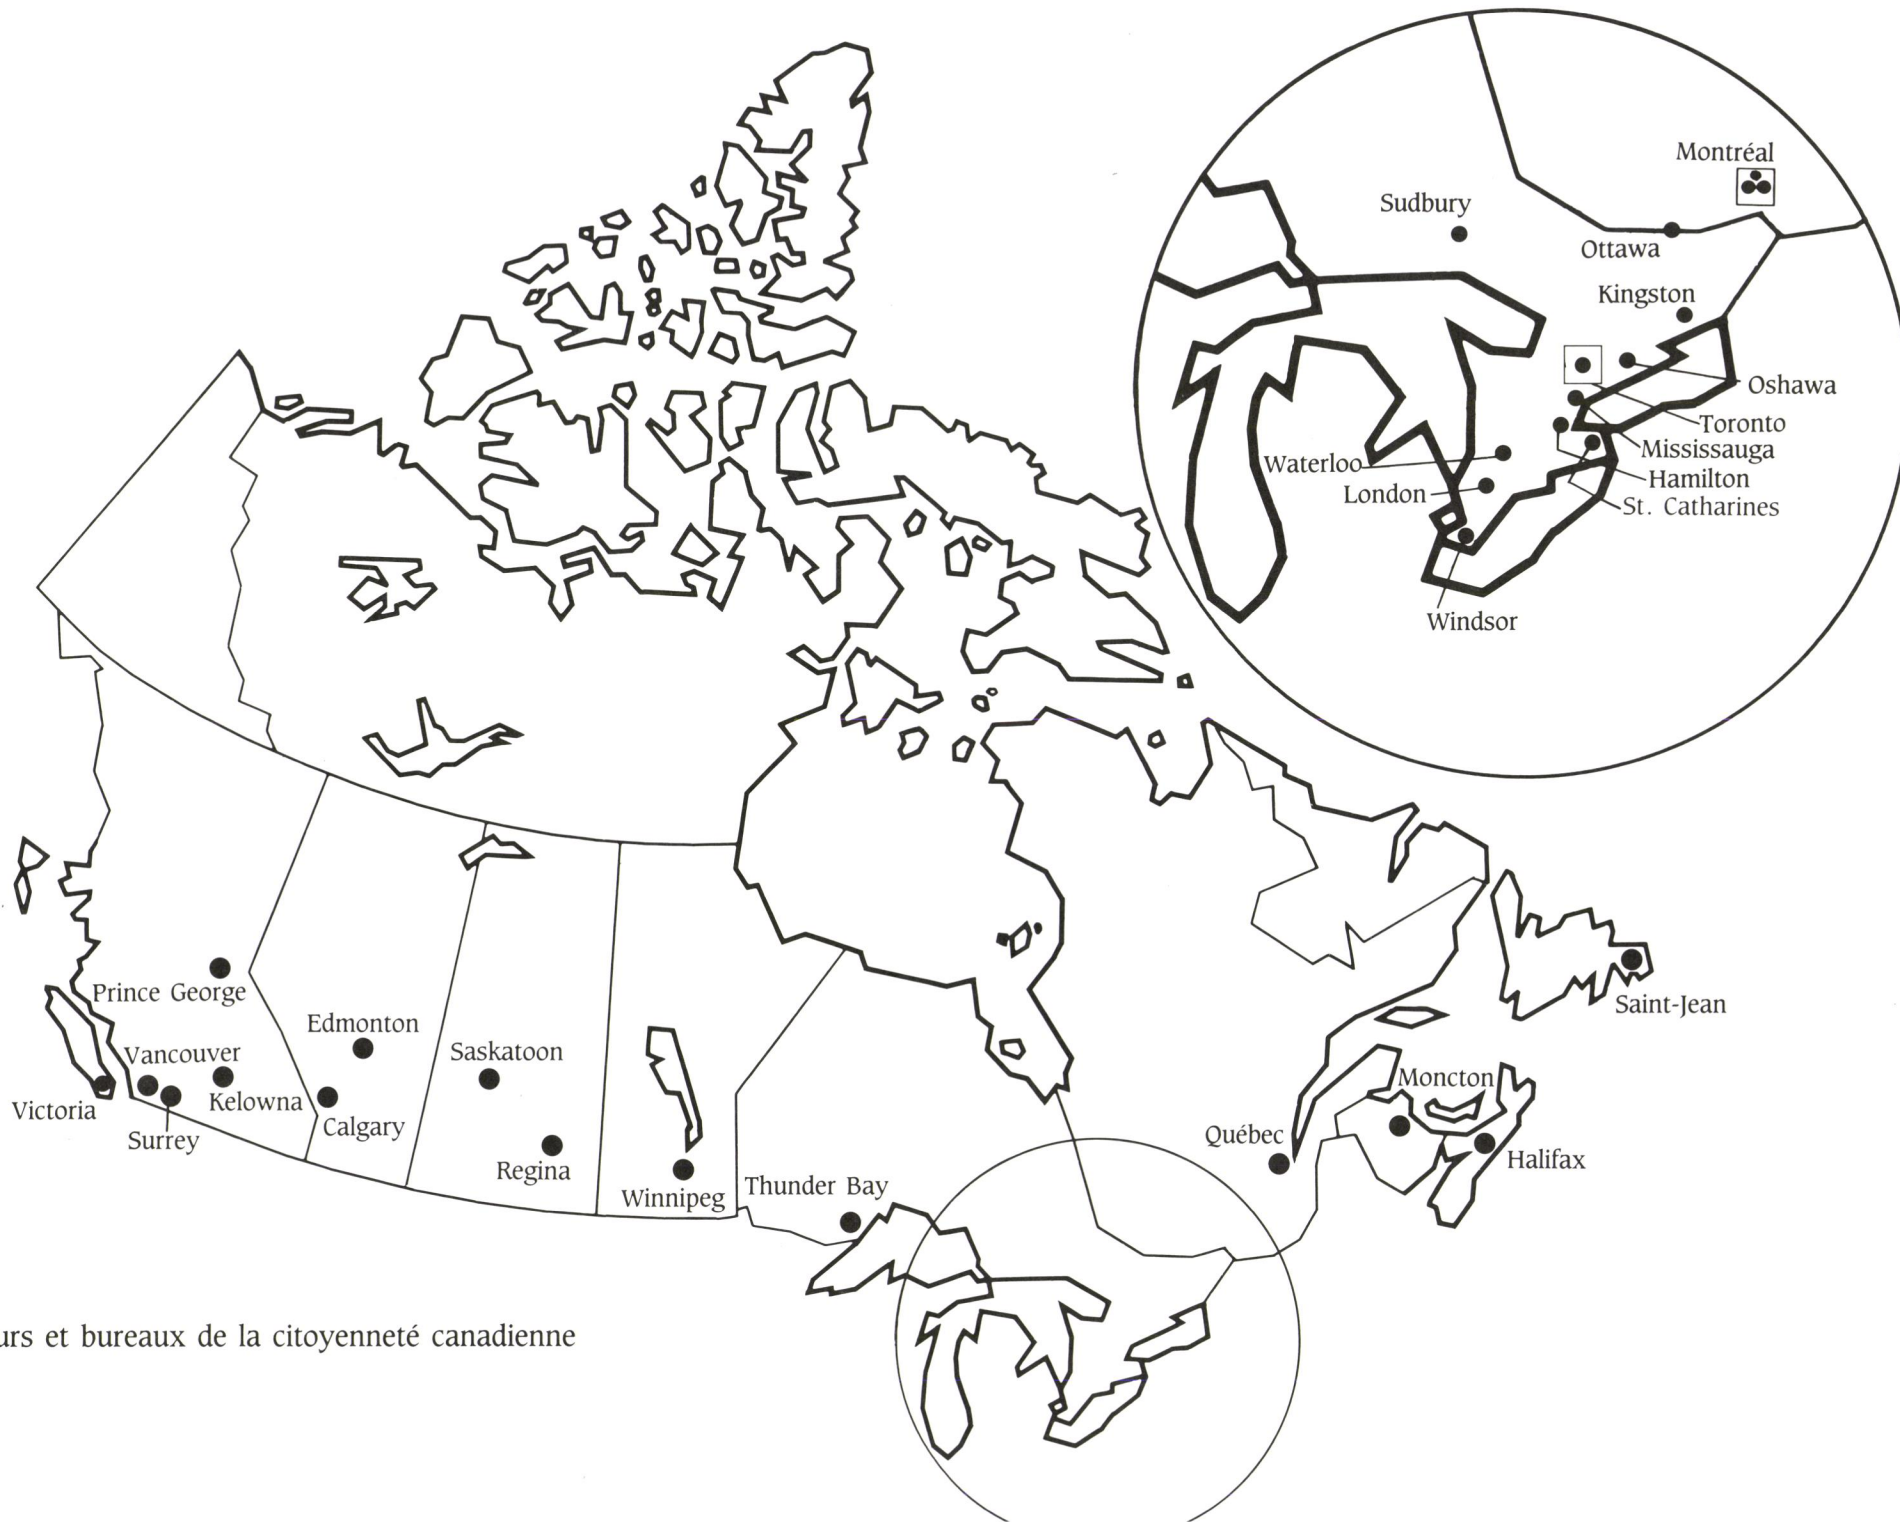 Montréal
Sudbury
Ottawa
Kingston
Oshawa
Toronto
Mississauga
Waterloo
Hamilton
London
St. Catharines
Windsor
Prince George
Saint-Jean
Edmonton
Vancouver
Saskatoon
Moncton
Victoria
Kelowna
Calgary
Surrey
Québec
Halifax
Regina
Winnipeg
Thunder Bay
urs et bureaux de la citoyenneté canadienne